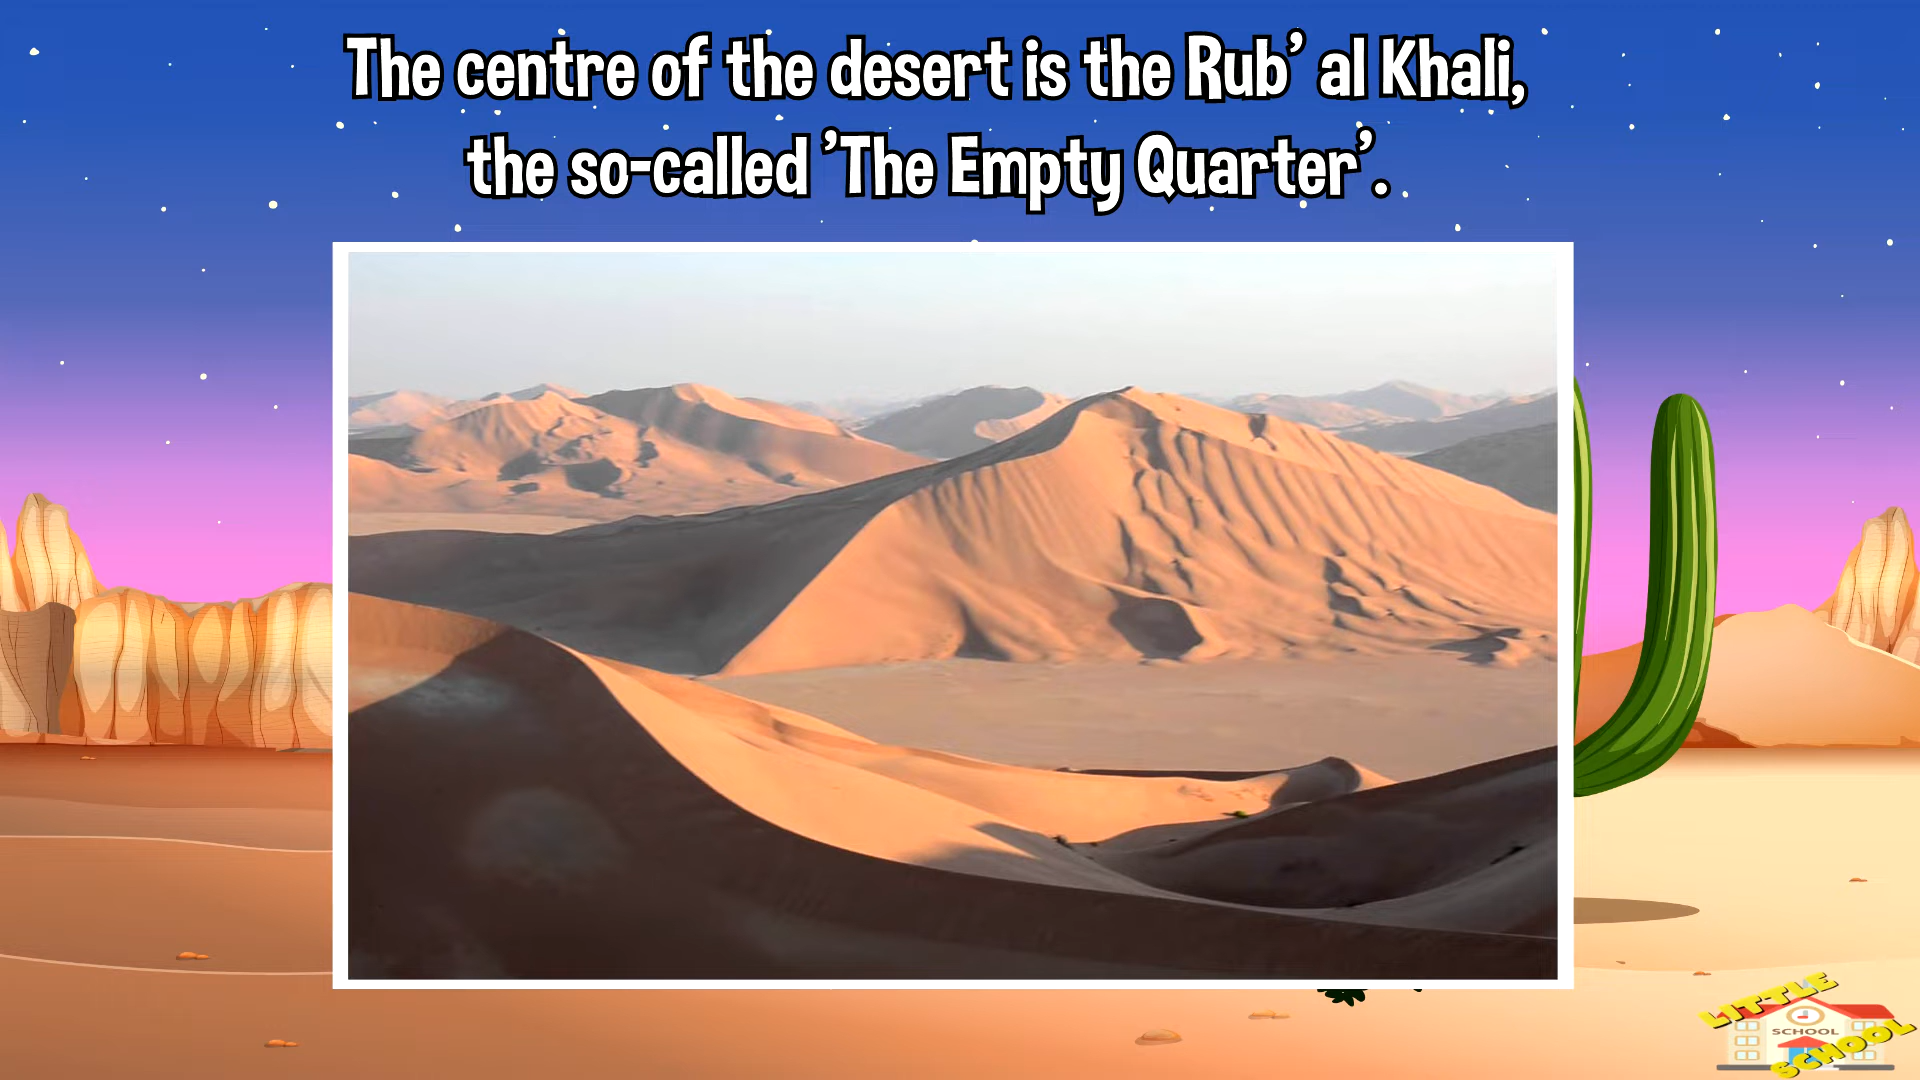 The centre of the desert is the Rub’ al Khali,
the so-called ’The Empty Quarter’.
LITTLE
SCHOOL
SCHOOL